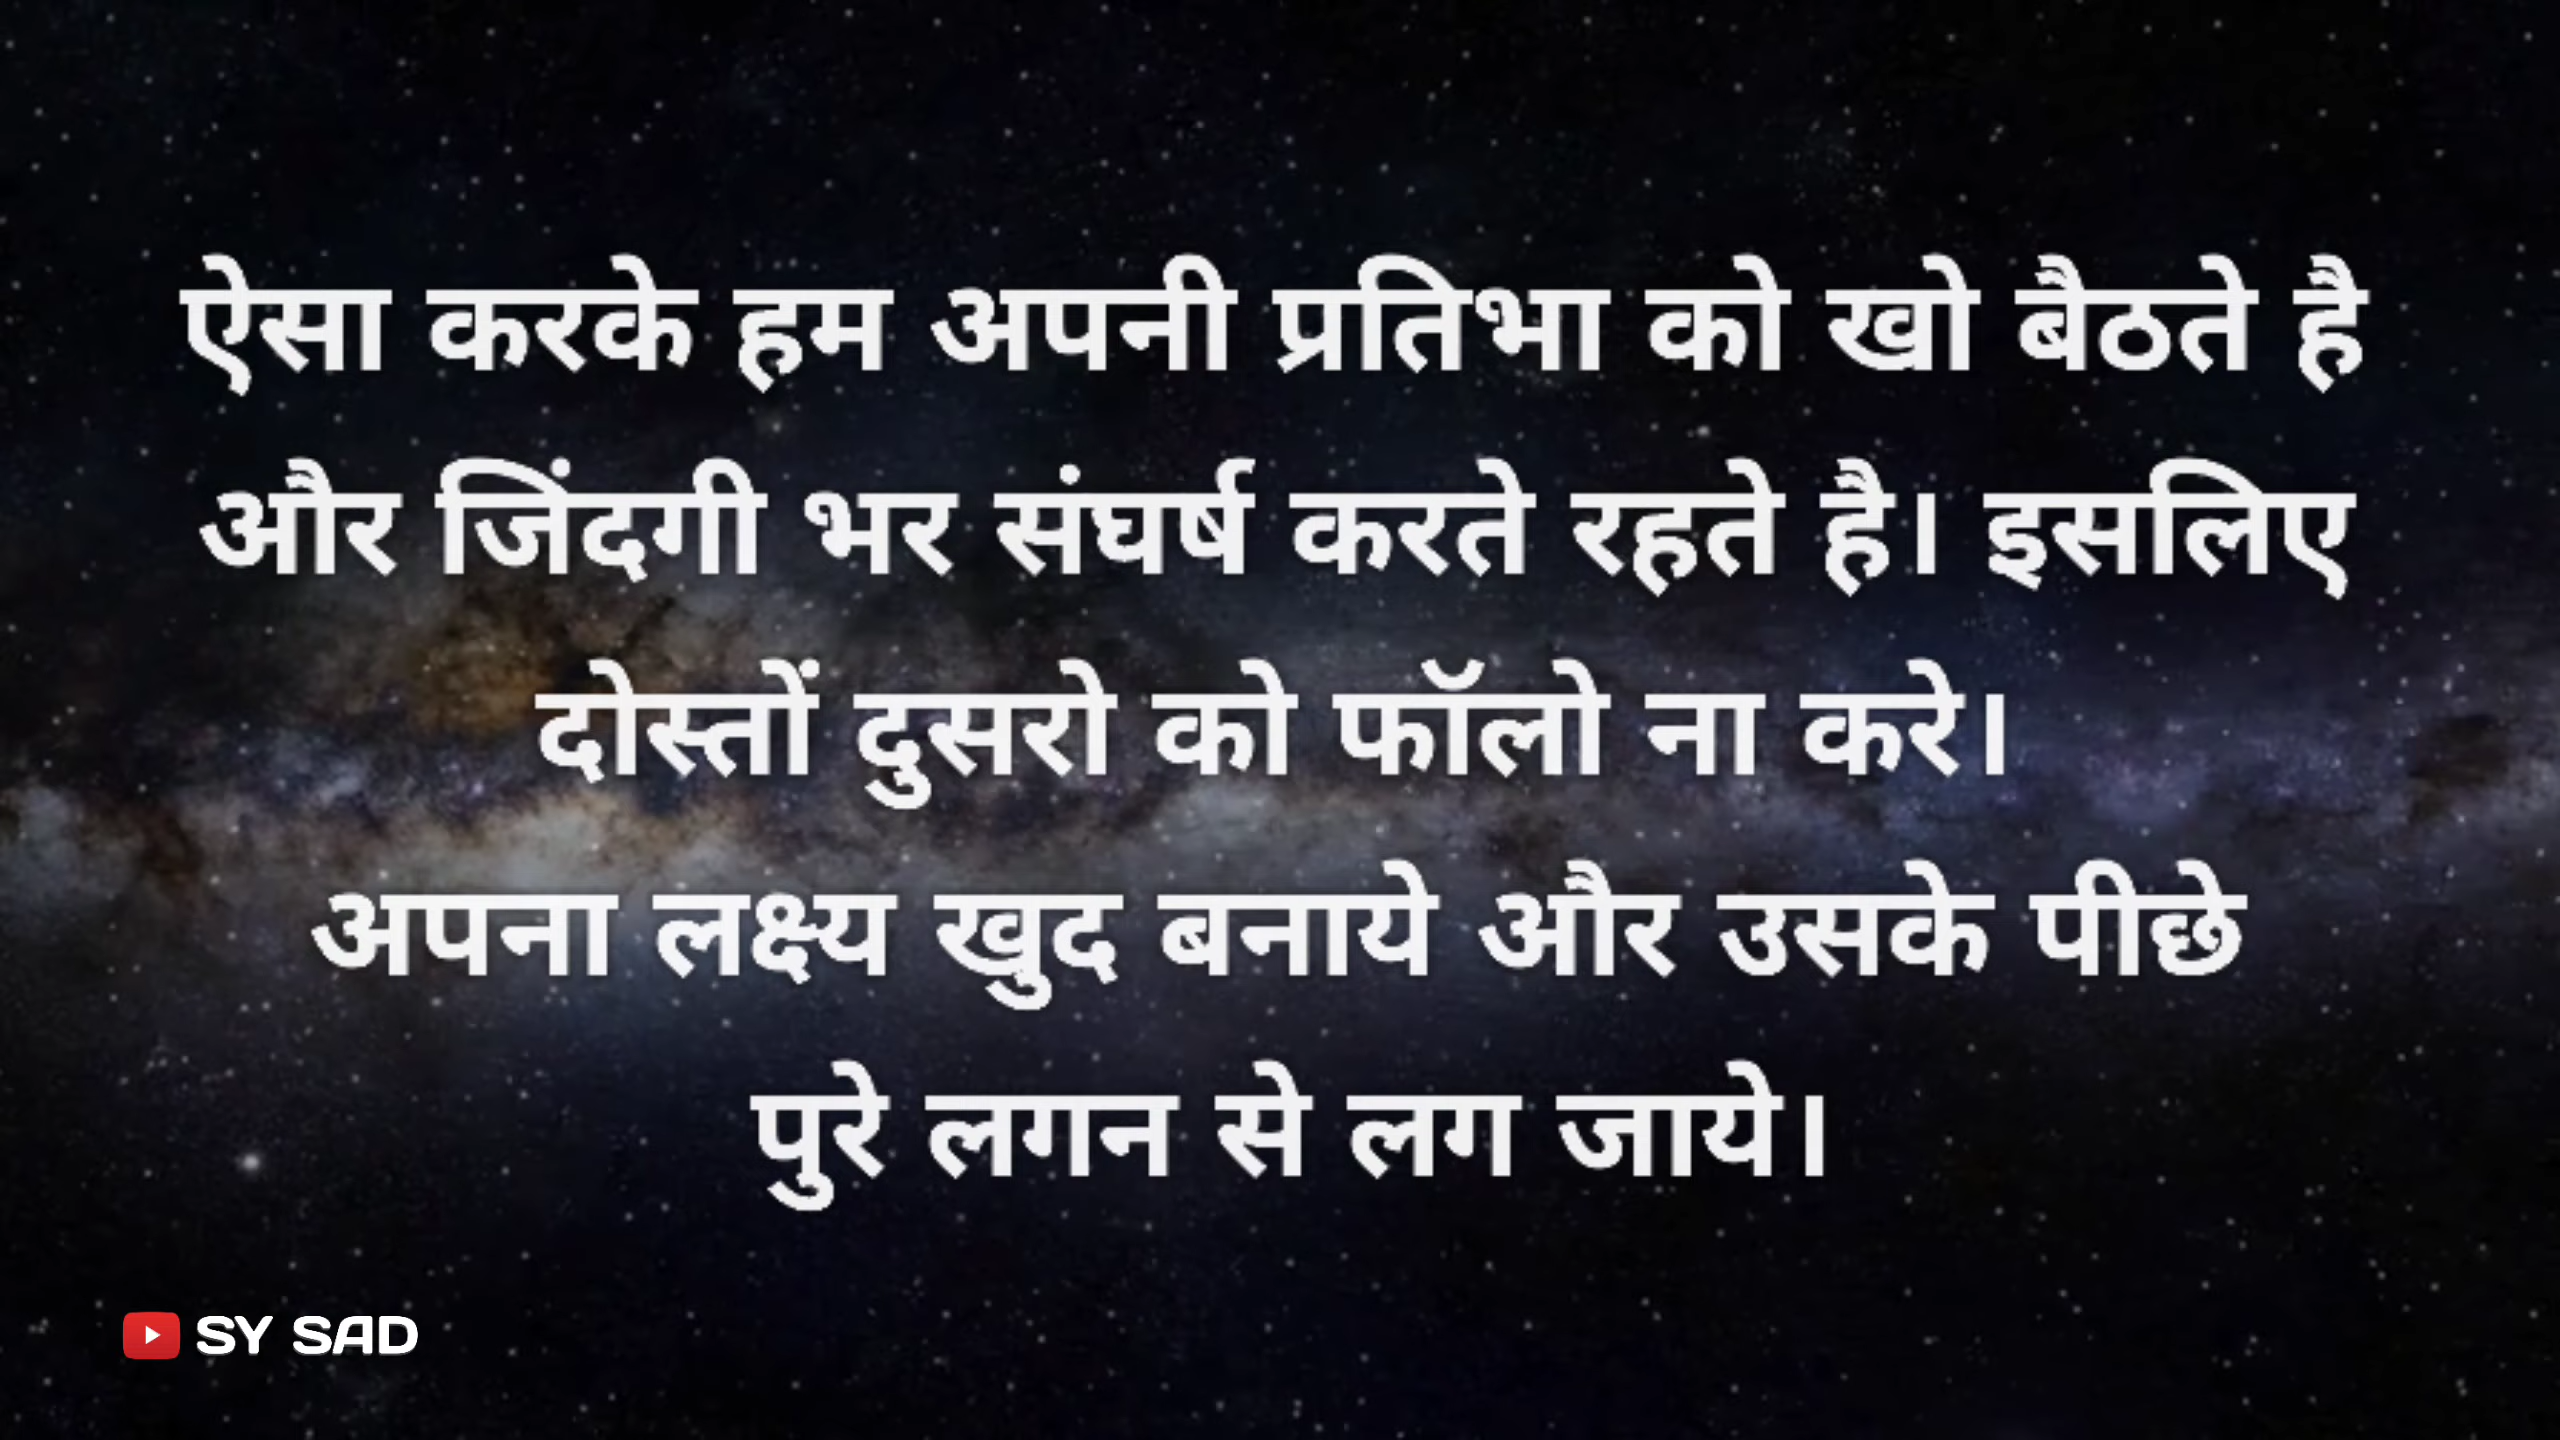 ऐसा करके हम अपनी प्रतिभा को खो बैठते है
और जिंदगी भर संघर्ष करते रहते है। इसलिए
दोस्तों दुसरो को फॉलो ना करे।
अपना लक्ष्य खुद बनाये और उसके पीछे
पुरे लगन से लग जाये।
SY SAD